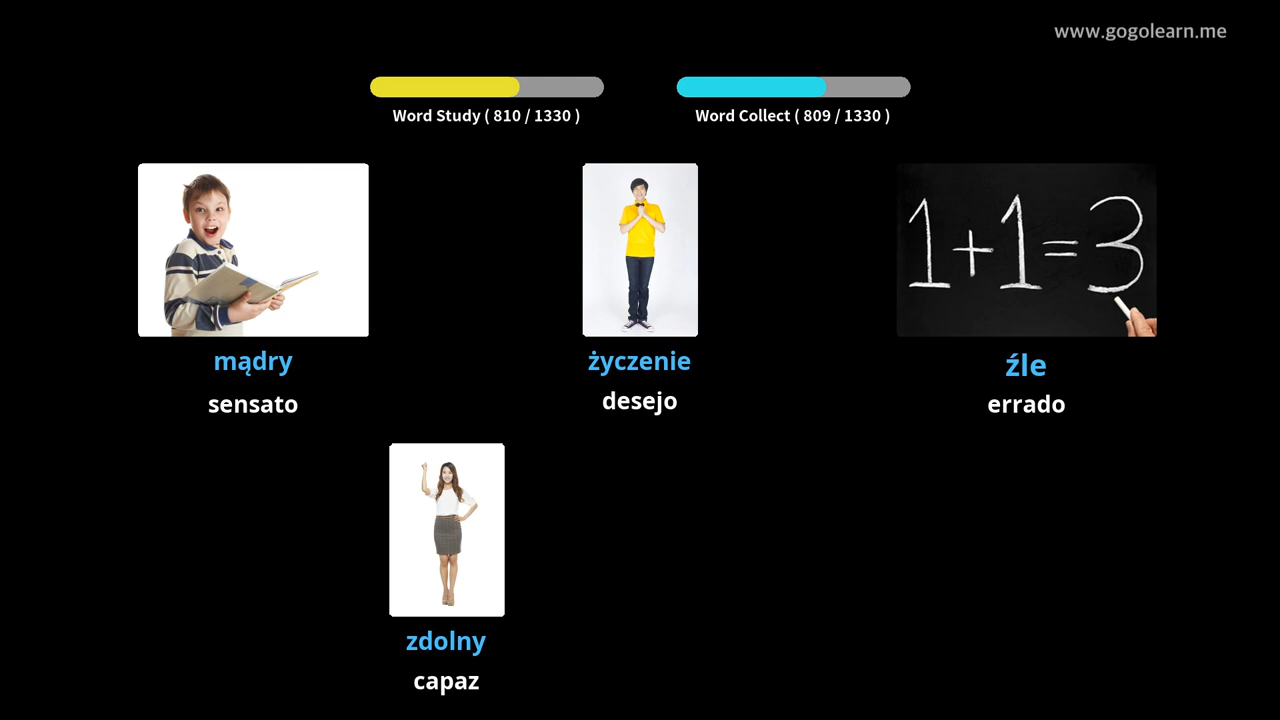 www.gogolearn.me
Word Study ( 810 / 1330 )
Word Collect ( 809 / 1330 )
1+1=3
mądry
sensato
życzenie
desejo
źle
errado
zdolny
capaz